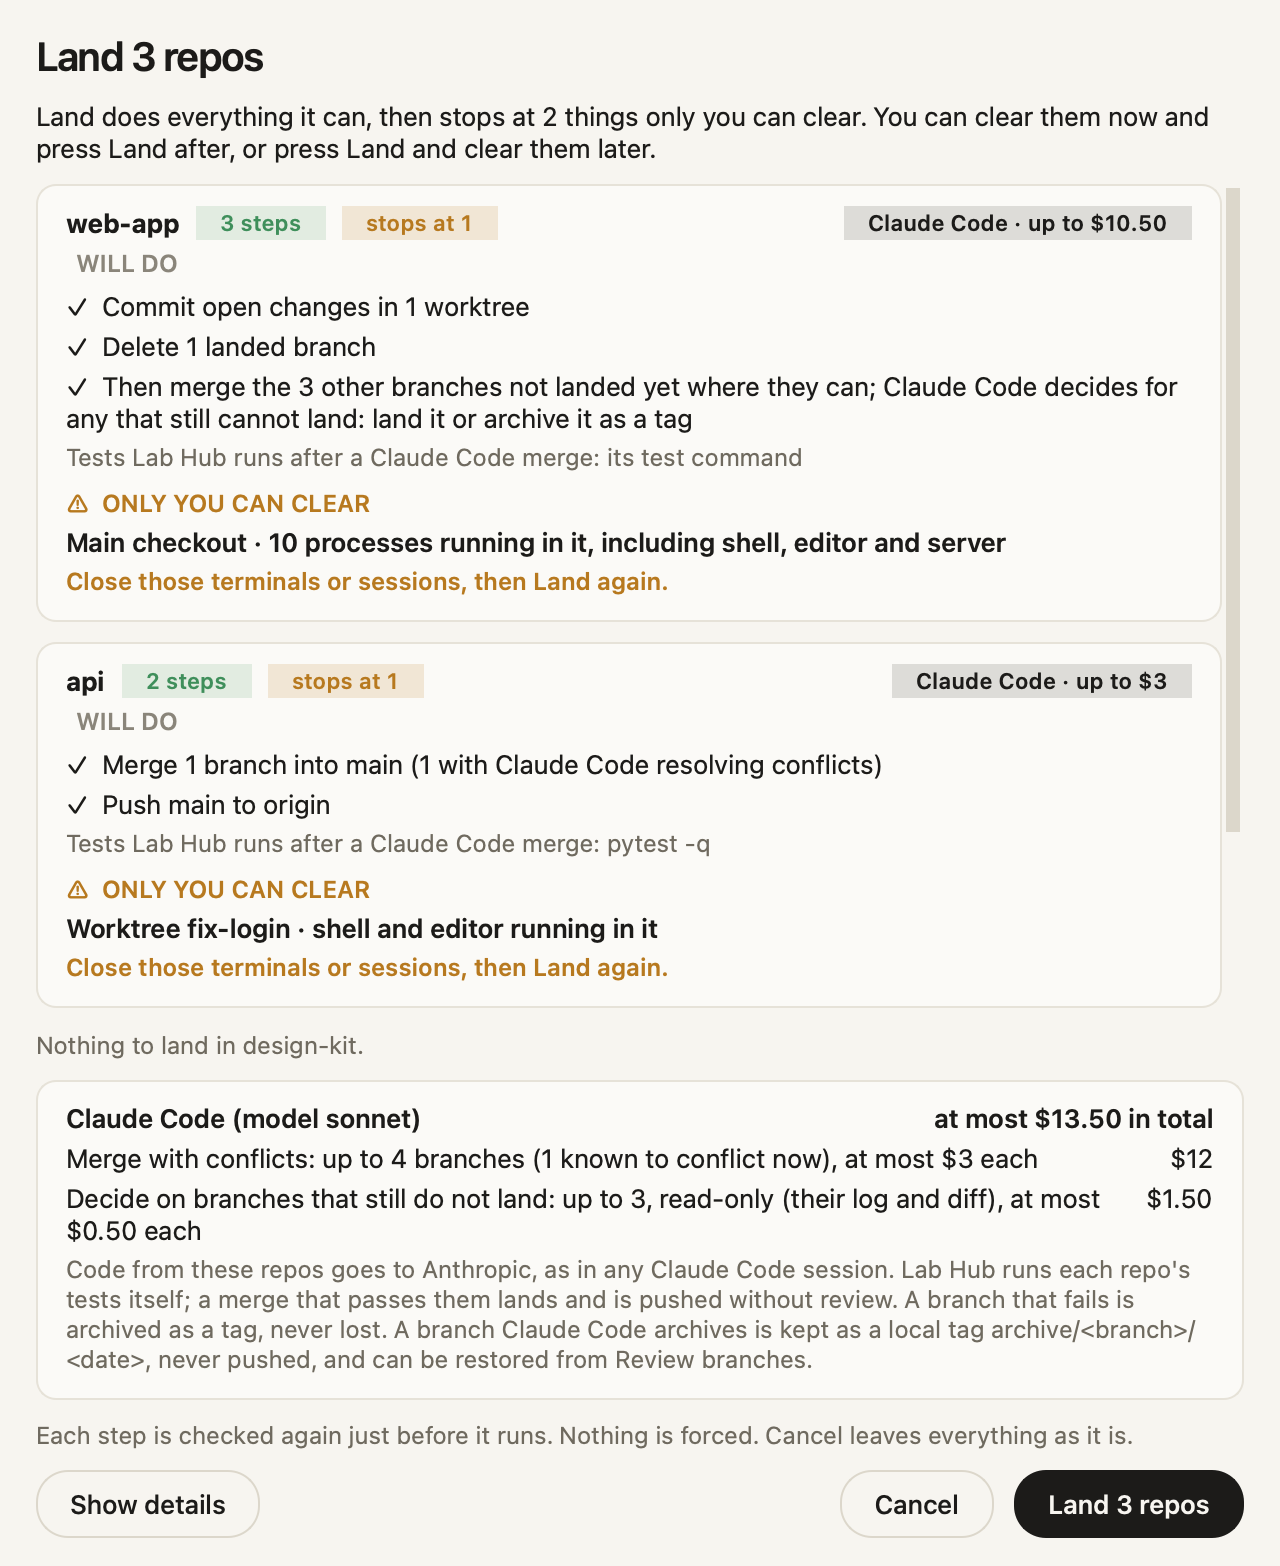 Land 3 repos
Land does everything it can, then stops at 2 things only you can clear. You can clear them now and
press Land after, or press Land and clear them later.
web-app 3 steps stops at 1 Claude Code · up to $10.50
WILL DO
✓ Commit open changes in 1 worktree
✓ Delete 1 landed branch
✓ Then merge the 3 other branches not landed yet where they can; Claude Code decides for
any that still cannot land: land it or archive it as a tag
Tests Lab Hub runs after a Claude Code merge: its test command
⚠ ONLY YOU CAN CLEAR
Main checkout · 10 processes running in it, including shell, editor and server
Close those terminals or sessions, then Land again.
api 2 steps stops at 1 Claude Code · up to $3
WILL DO
✓ Merge 1 branch into main (1 with Claude Code resolving conflicts)
✓ Push main to origin
Tests Lab Hub runs after a Claude Code merge: pytest -q
⚠ ONLY YOU CAN CLEAR
Worktree fix-login · shell and editor running in it
Close those terminals or sessions, then Land again.
Nothing to land in design-kit.
Claude Code (model sonnet) at most $13.50 in total
Merge with conflicts: up to 4 branches (1 known to conflict now), at most $3 each $12
Decide on branches that still do not land: up to 3, read-only (their log and diff), at most $1.50
$0.50 each
Code from these repos goes to Anthropic, as in any Claude Code session. Lab Hub runs each repo's
tests itself; a merge that passes them lands and is pushed without review. A branch that fails is
archived as a tag, never lost. A branch Claude Code archives is kept as a local tag archive/<branch>/
<date>, never pushed, and can be restored from Review branches.
Each step is checked again just before it runs. Nothing is forced. Cancel leaves everything as it is.
Show details Cancel Land 3 repos